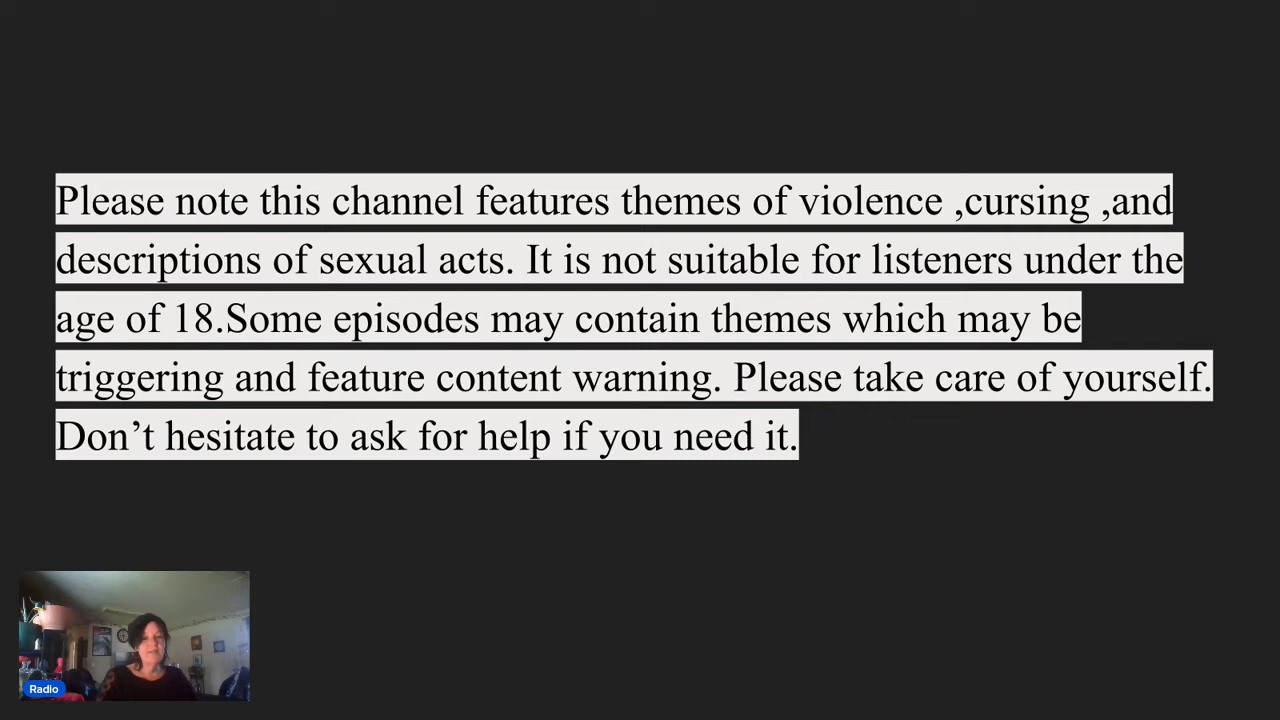 Please note this channel features themes of violence ,cursing ,and
descriptions of sexual acts. It is not suitable for listeners under the
age of 18.Some episodes may contain themes which may be
triggering and feature content warning. Please take care of yourself.
Don’t hesitate to ask for help if you need it.
Radio